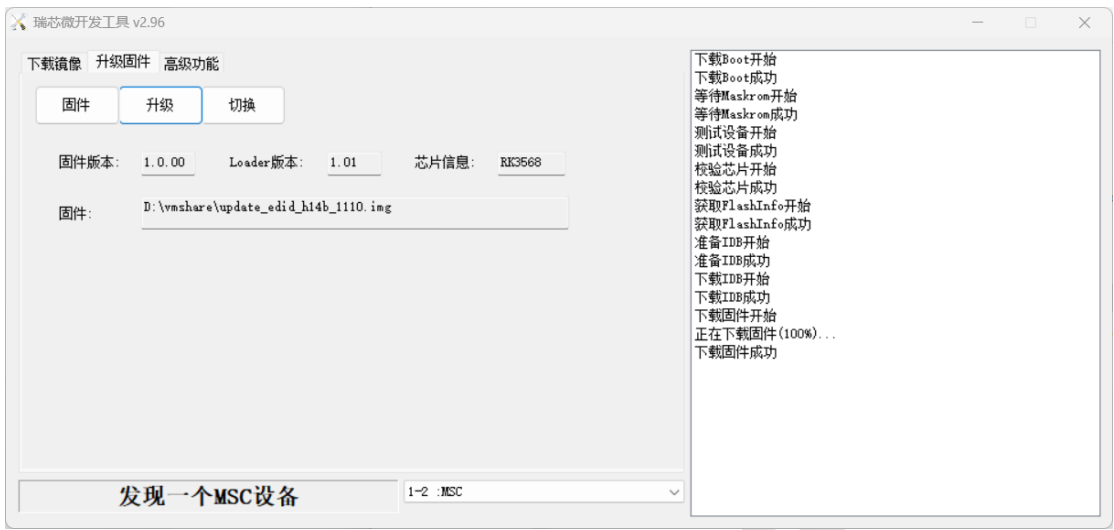 瑞芯微开发工具 v2.96
下载镜像 升级固件 高级功能
固件 升级 切换
固件版本: 1.0.00 Loader版本: 1.01 芯片信息: RK3568
固件: D:\vmshare\update_edid_h14b_1110.img
发现一个MSC设备 1-2 :MSC
下载Boot开始
下载Boot成功
等待Maskrom开始
等待Maskrom成功
测试设备开始
测试设备成功
校验芯片开始
校验芯片成功
获取FlashInfo开始
获取FlashInfo成功
准备IDB开始
准备IDB成功
下载IDB开始
下载IDB成功
下载固件开始
正在下载固件(100%)...
下载固件成功